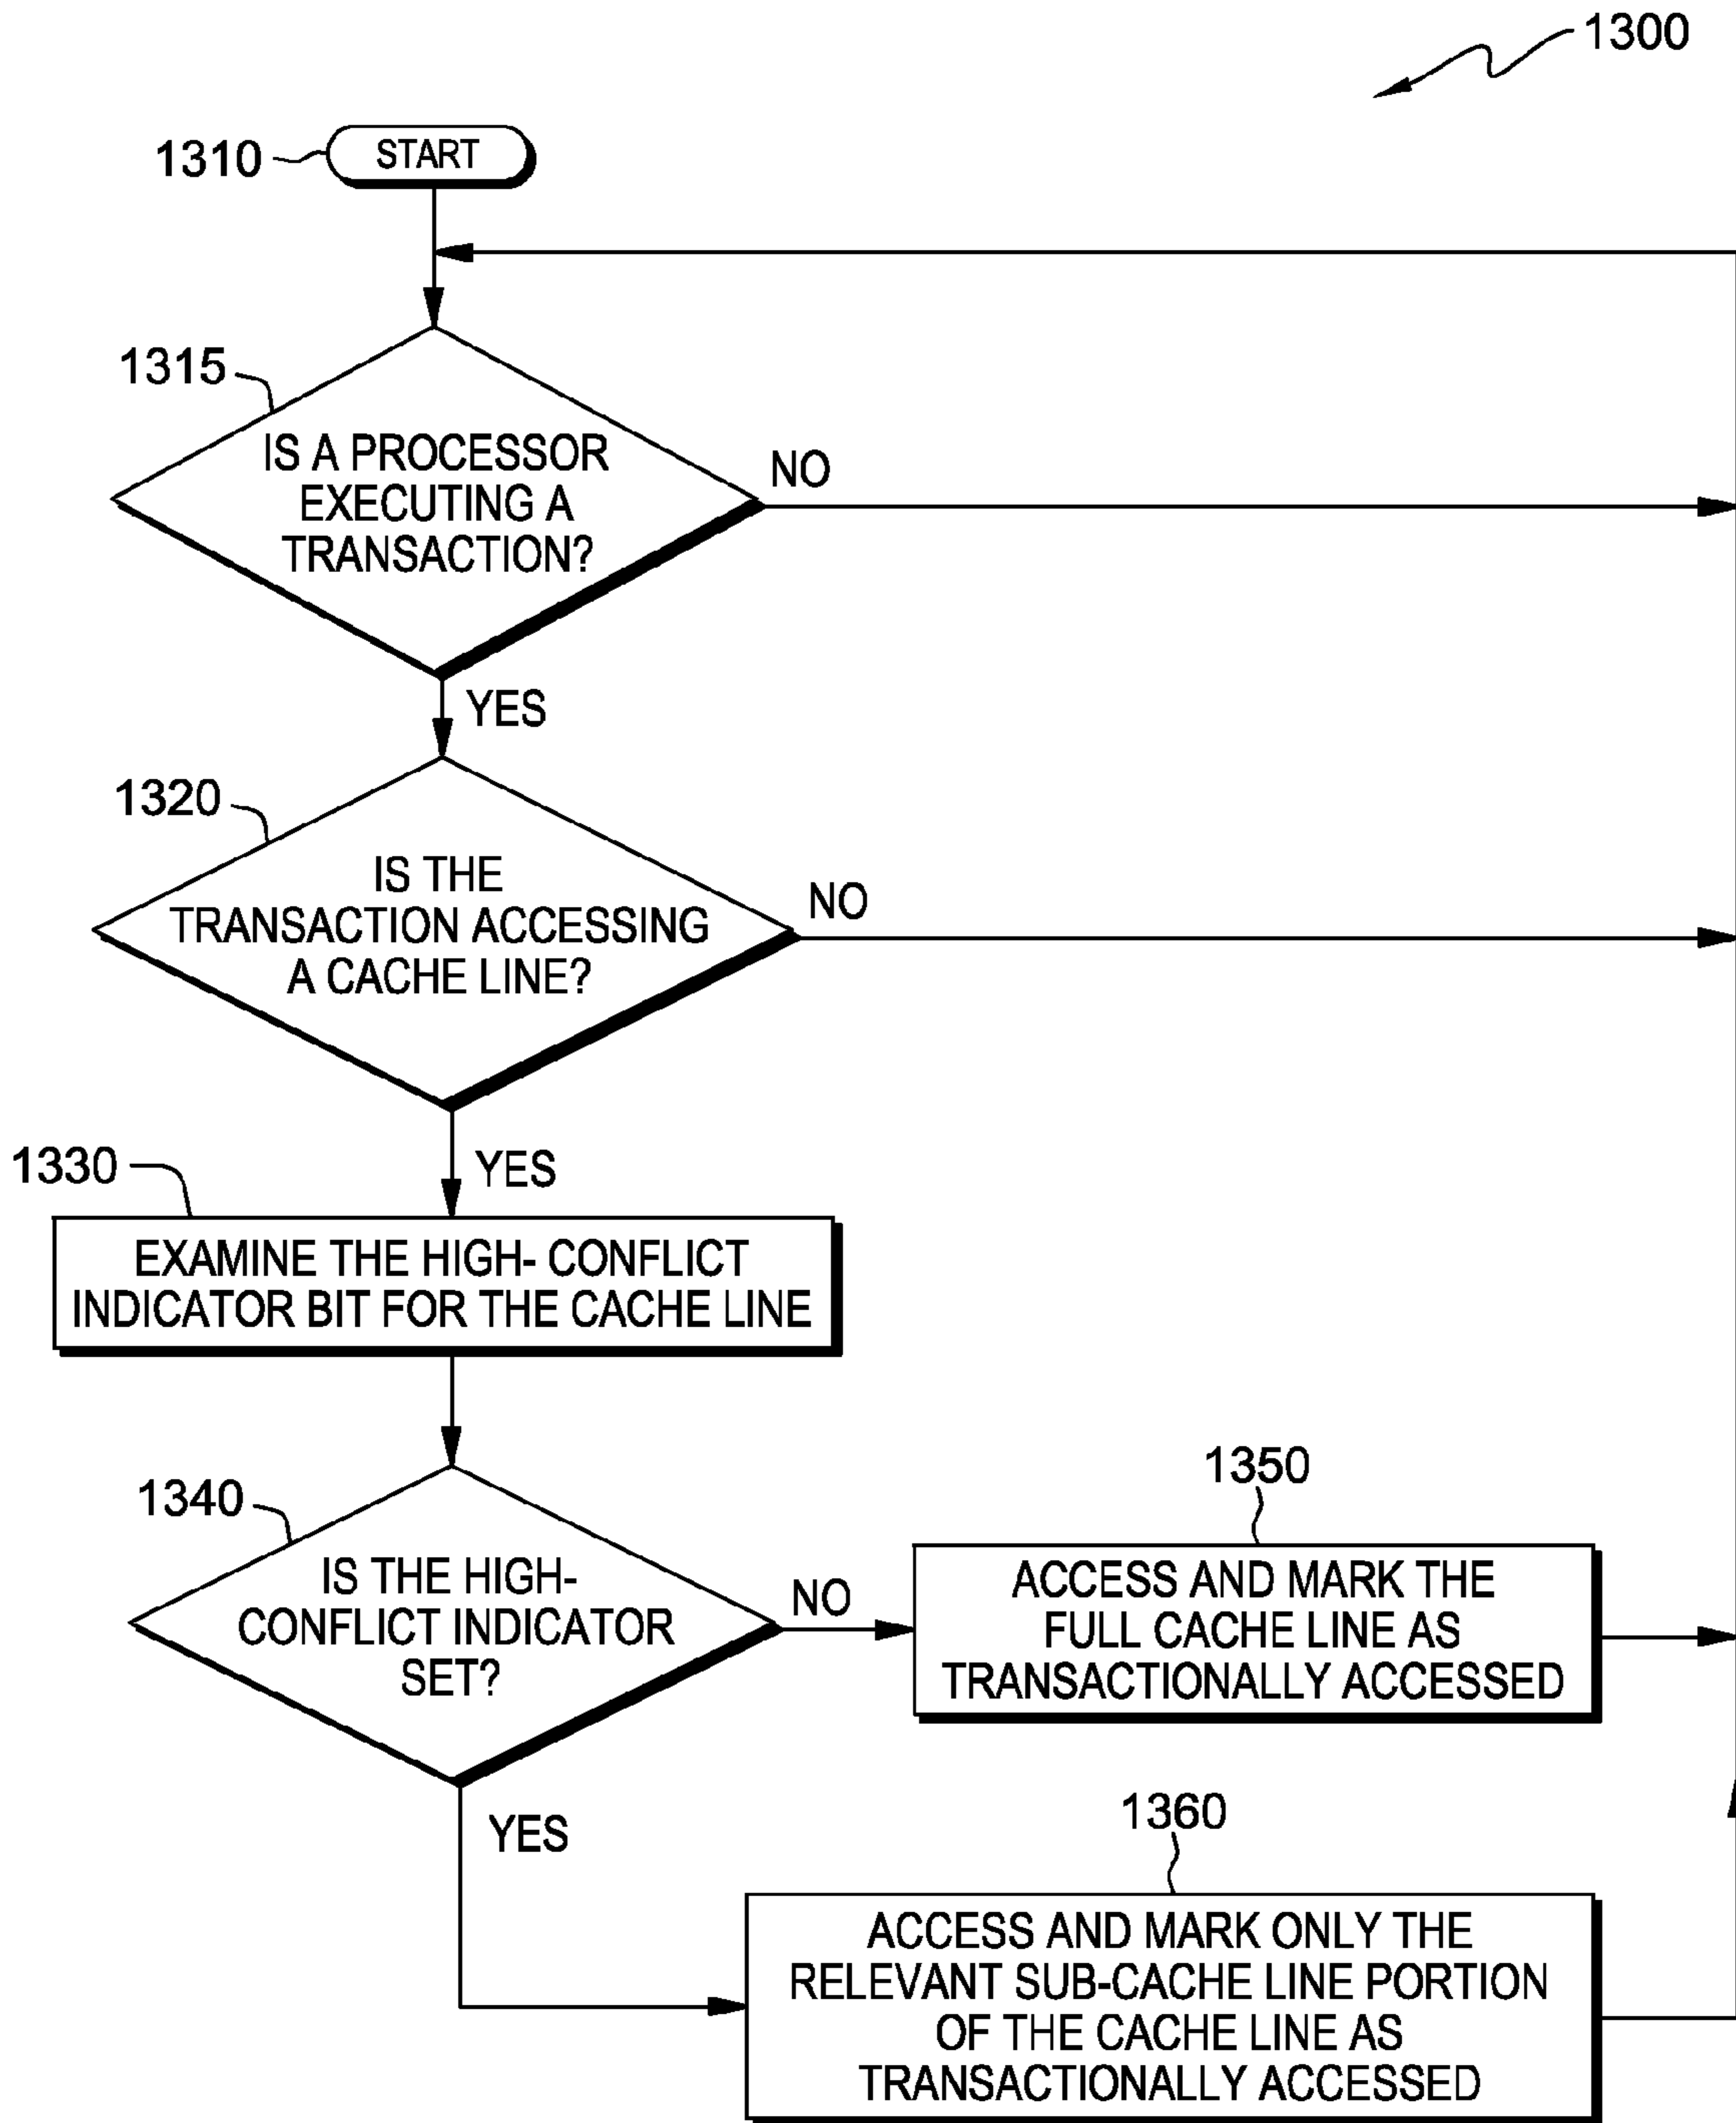 1300
1310
START
1315
IS A PROCESSOR
EXECUTING A
TRANSACTION?
NO
YES
1320
IS THE
TRANSACTION ACCESSING
A CACHE LINE?
NO
YES
1330
EXAMINE THE HIGH- CONFLICT
INDICATOR BIT FOR THE CACHE LINE
1340
IS THE HIGH-
CONFLICT INDICATOR
SET?
NO
YES
1350
ACCESS AND MARK THE
FULL CACHE LINE AS
TRANSACTIONALLY ACCESSED
1360
ACCESS AND MARK ONLY THE
RELEVANT SUB-CACHE LINE PORTION
OF THE CACHE LINE AS
TRANSACTIONALLY ACCESSED